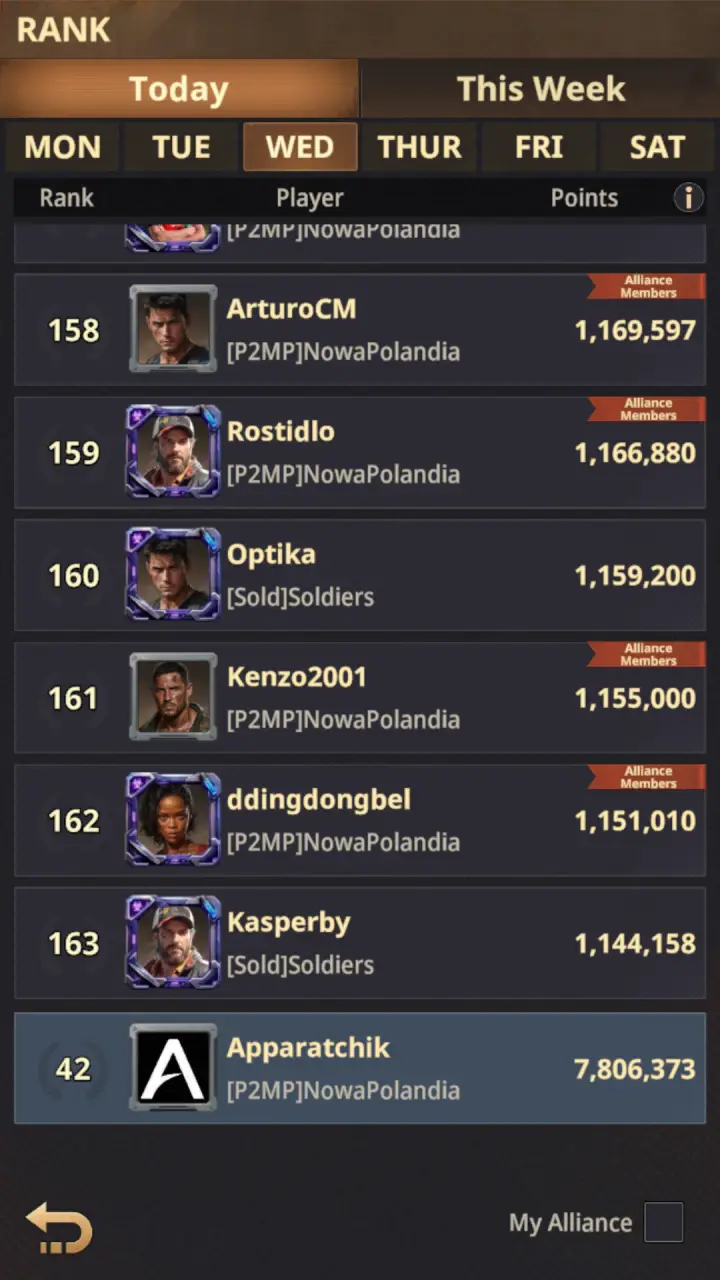 RANK
Today
This Week
MON
TUE
WED
THUR
FRI
SAT
Rank
Player
Points
i
[P2MP]NowaPolandia
Alliance
Members
158
ArturoCM
1,169,597
[P2MP]NowaPolandia
Alliance
Members
159
Rostidlo
1,166,880
[P2MP]NowaPolandia
160
Optika
1,159,200
[Sold]Soldiers
Alliance
Members
161
Kenzo2001
1,155,000
[P2MP]NowaPolandia
Alliance
Members
162
ddingdongbel
1,151,010
[P2MP]NowaPolandia
163
Kasperby
1,144,158
[Sold]Soldiers
42
A
Apparatchik
7,806,373
[P2MP]NowaPolandia
My Alliance